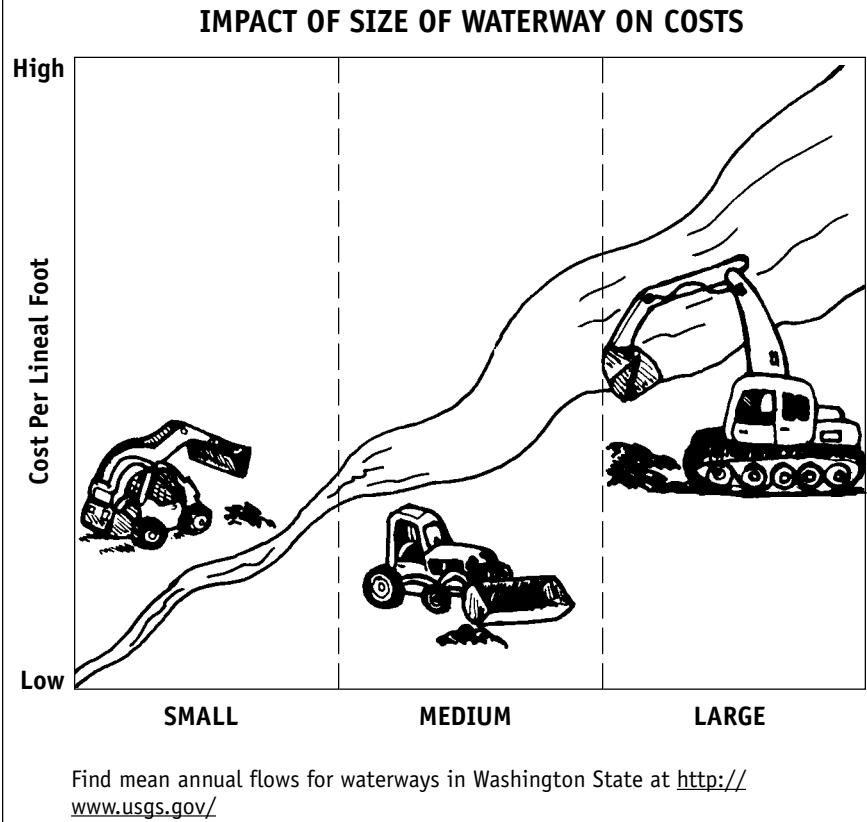 IMPACT OF SIZE OF WATERWAY ON COSTS
High
Cost Per Lineal Foot
Low
SMALL MEDIUM LARGE
Find mean annual flows for waterways in Washington State at http://
www.usgs.gov/